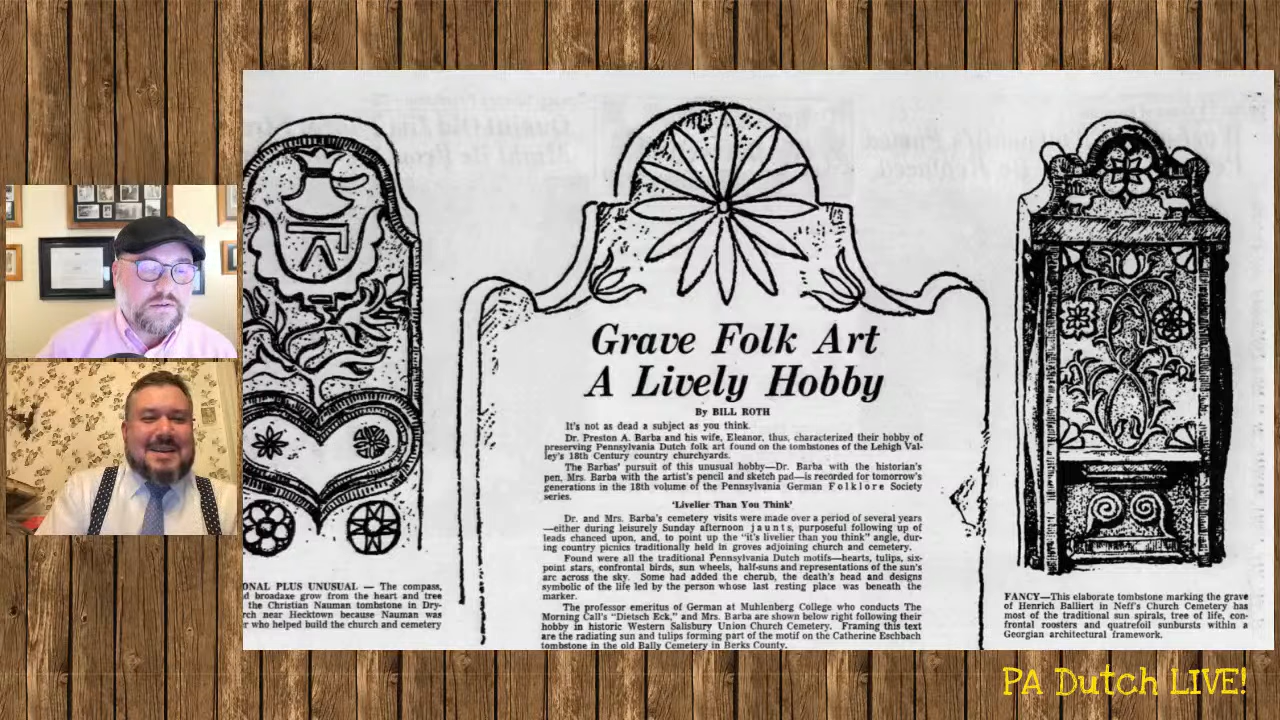 Grave Folk Art
A Lively Hobby
By BILL ROTH
It's not as dead a subject as you think.
Dr. Preston A. Barba and his wife, Eleanor, thus, characterized their hobby of
preserving Pennsylvania Dutch folk art found on the tombstones of the Lehigh Val-
ley's 18th Century country churchyards.
The Barbas' pursuit of this unusual hobby—Dr. Barba with the historian's
pen, Mrs. Barba with the artist's pencil and sketch pad—is recorded for tomorrow's
generations in the 18th volume of the Pennsylvania German Folklore Society
series.
'Livelier Than You Think'
Dr. and Mrs. Barba's cemetery visits were made over a period of several years
—either during leisurely Sunday afternoon jaunts, purposeful following up of
leads chanced upon, and, to point up the "it's livelier than you think" angle, dur-
ing country picnics traditionally held in groves adjoining church and cemetery.
Found were all the traditional Pennsylvania Dutch motifs—hearts, tulips, six-
point stars, confrontal birds, sun wheels, half-suns and representations of the sun's
arc across the sky. Some had added the cherub, the death's head and designs
symbolic of the life led by the person whose last resting place was beneath the
marker.
The professor emeritus of German at Muhlenberg College who conducts The
Morning Call's "Dietsch Eck," and Mrs. Barba are shown below right following their
hobby in historic Western Salisbury Union Church Cemetery. Framing this text
are the radiating sun and tulips forming part of the motif on the Catherine Eschbach
tombstone in the old Bally Cemetery in Berks County.
ONAL PLUS UNUSUAL — The compass,
d broadaxe grow from the heart and tree
the Christian Nauman tombstone in Dry-
rch near Hecktown because Nauman was
er who helped build the church and cemetery
FANCY—This elaborate tombstone marking the grave
of Henrich Balliert in Neff's Church Cemetery has
most of the traditional sun spirals, tree of life, con-
frontal roosters and quatrefoil sunbursts within a
Georgian architectural framework.
PA Dutch LIVE!